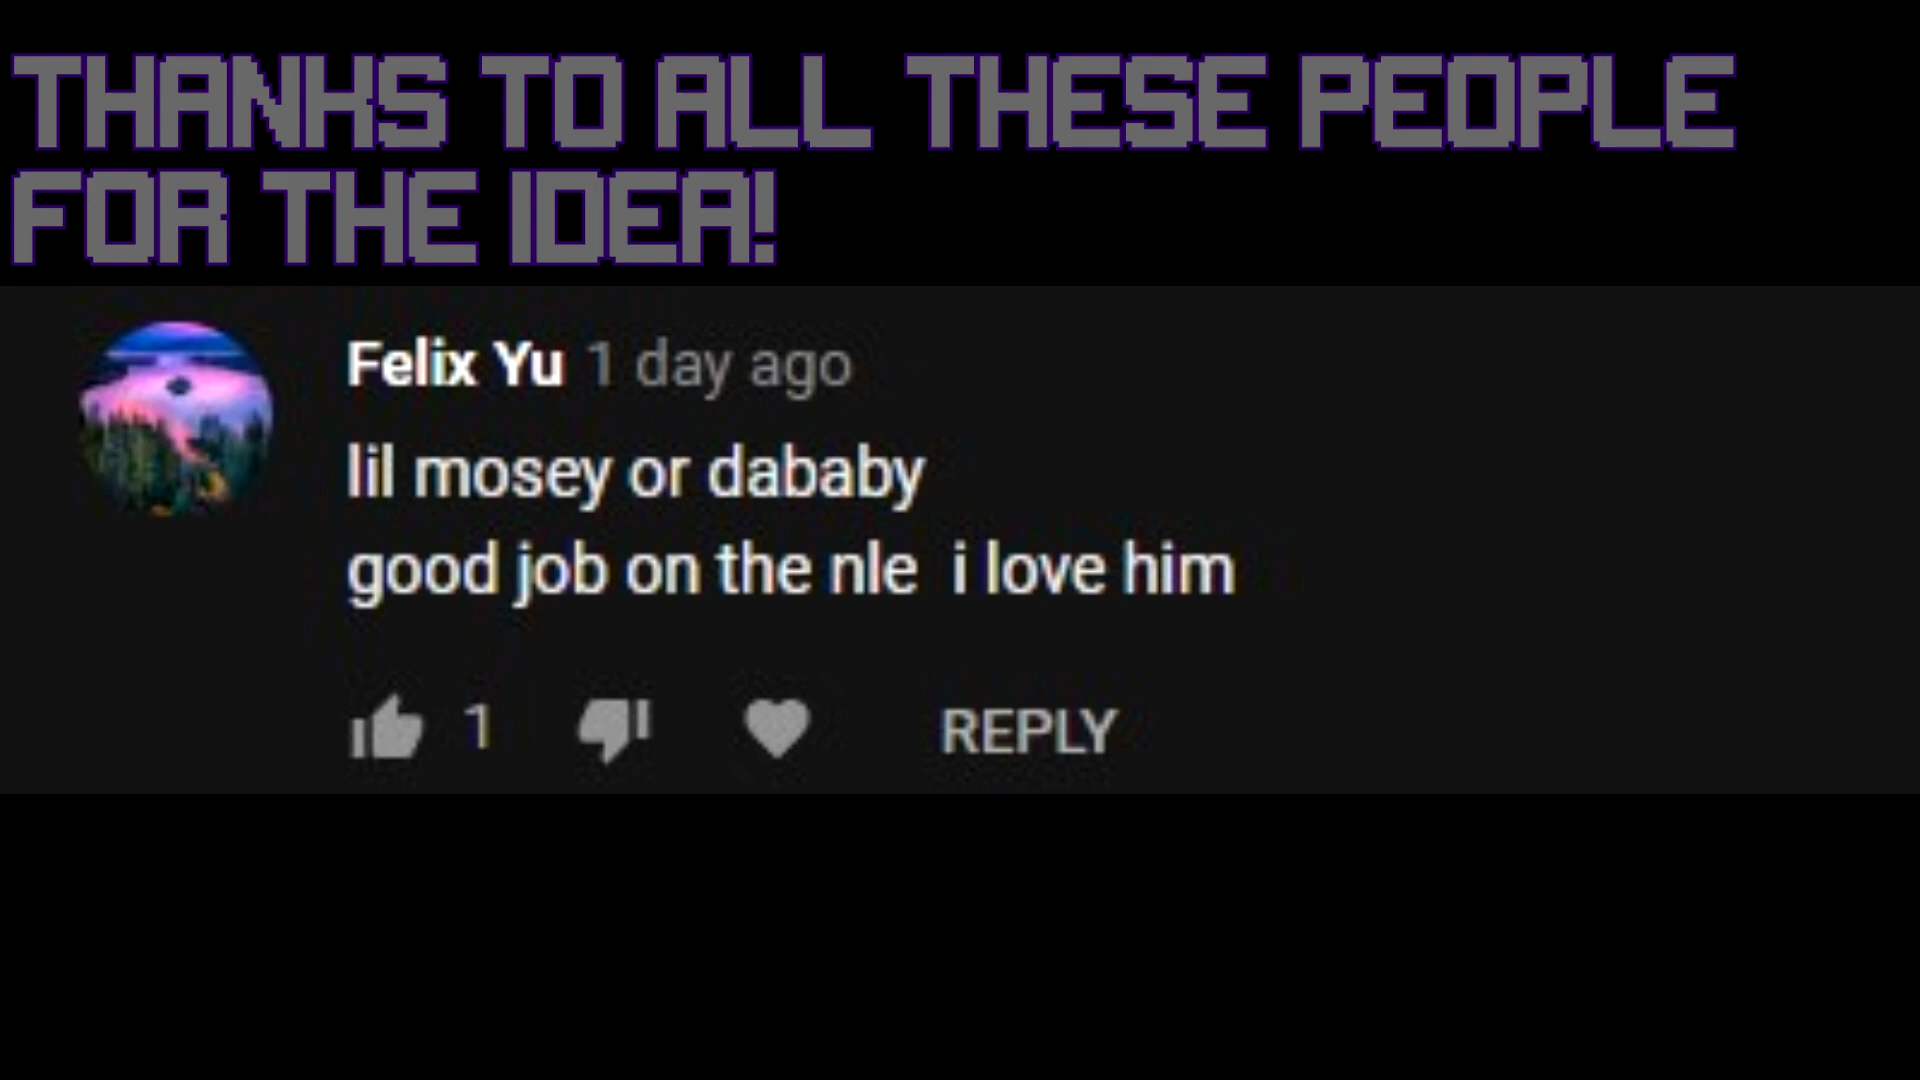 THANKS TO ALL THESE PEOPLE
FOR THE IDEA!
Felix Yu 1 day ago
lil mosey or dababy
good job on the nle  i love him
1 REPLY